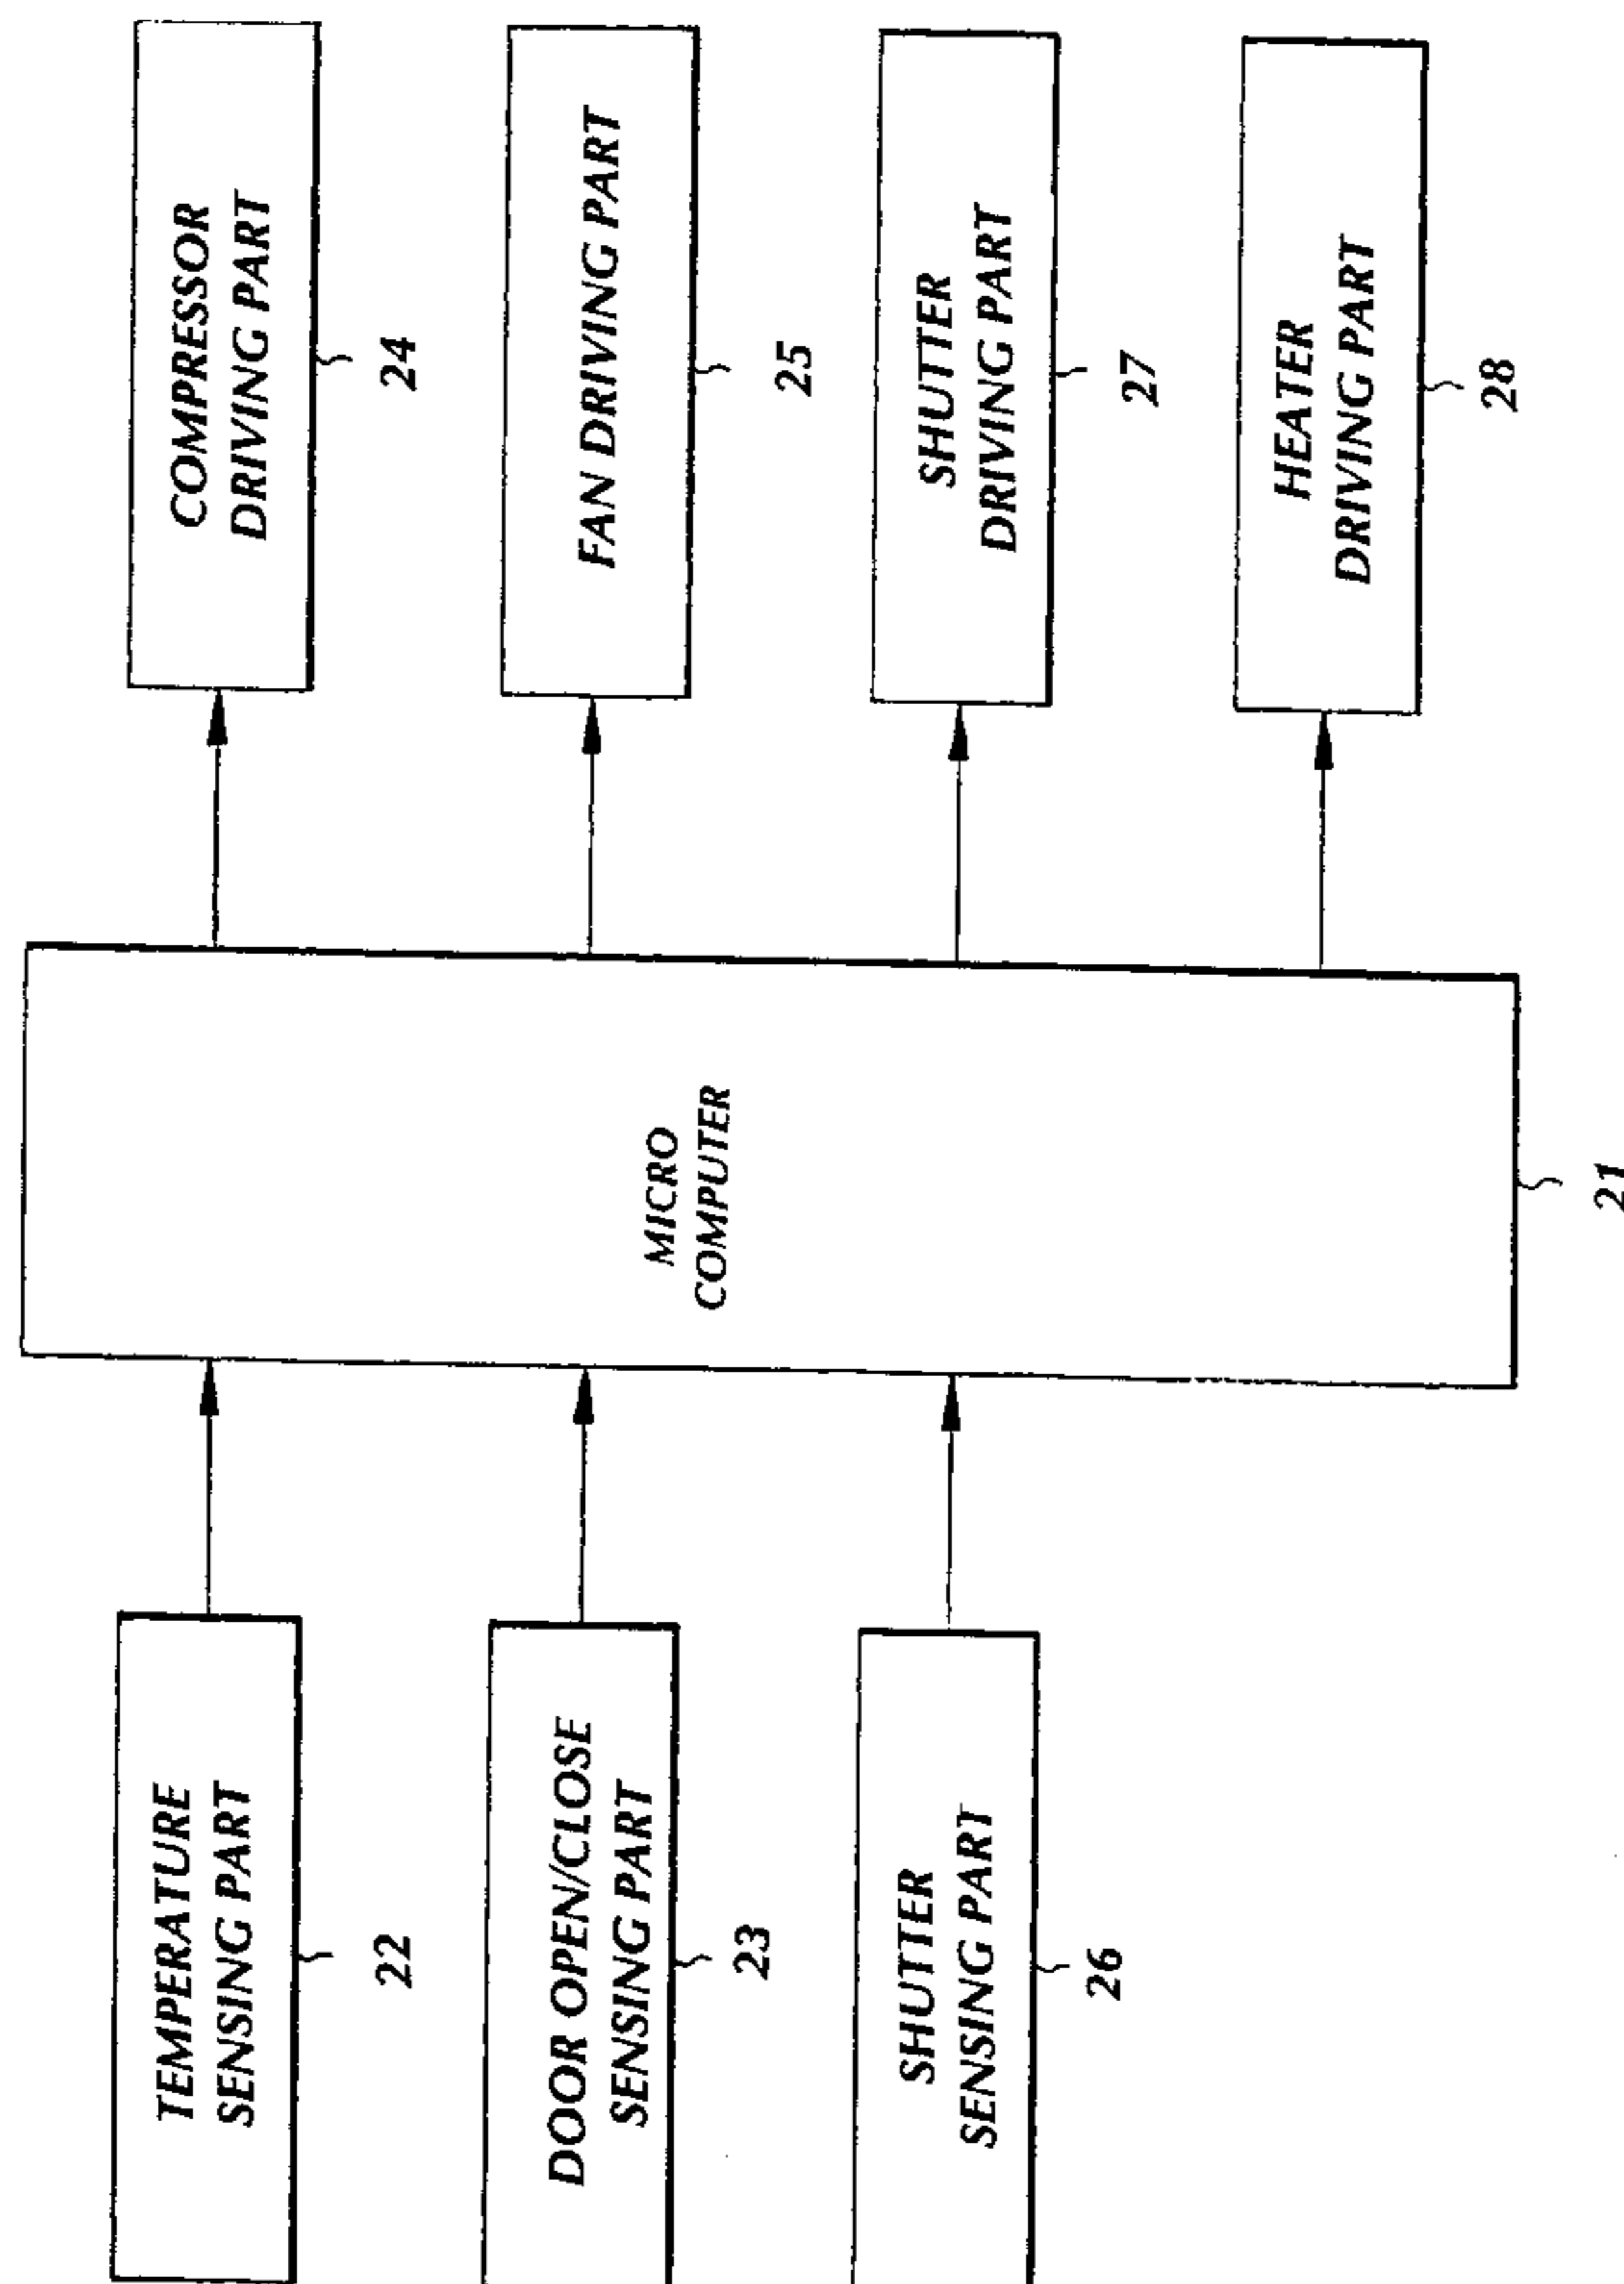 TEMPERATURE
SENSING PART
22
DOOR OPEN/CLOSE
SENSING PART
23
SHUTTER
SENSING PART
26
MICRO
COMPUTER
21
COMPRESSOR
DRIVING PART
24
FAN DRIVING PART
25
SHUTTER
DRIVING PART
27
HEATER
DRIVING PART
28